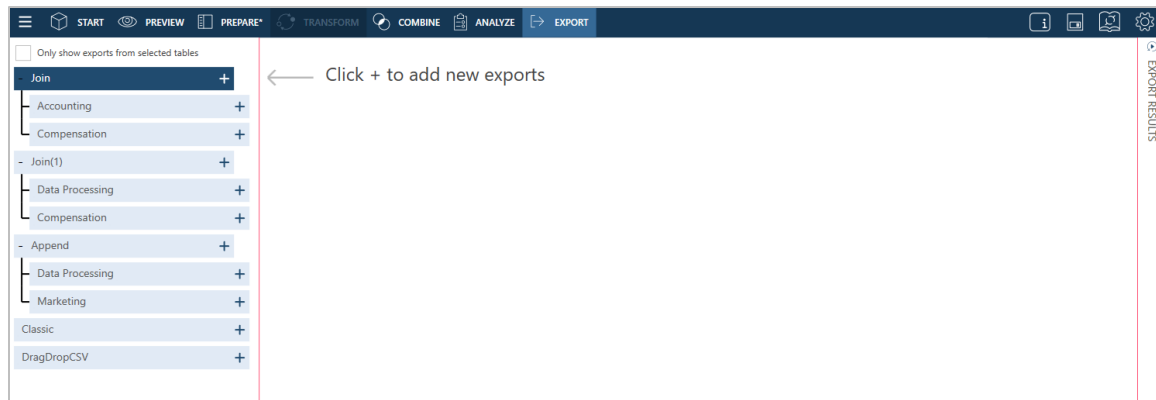 START PREVIEW PREPARE* TRANSFORM COMBINE ANALYZE EXPORT i
Only show exports from selected tables
- Join +
Accounting +
Compensation +
- Join(1) +
Data Processing +
Compensation +
- Append +
Data Processing +
Marketing +
Classic +
DragDropCSV +
Click + to add new exports
EXPORT RESULTS